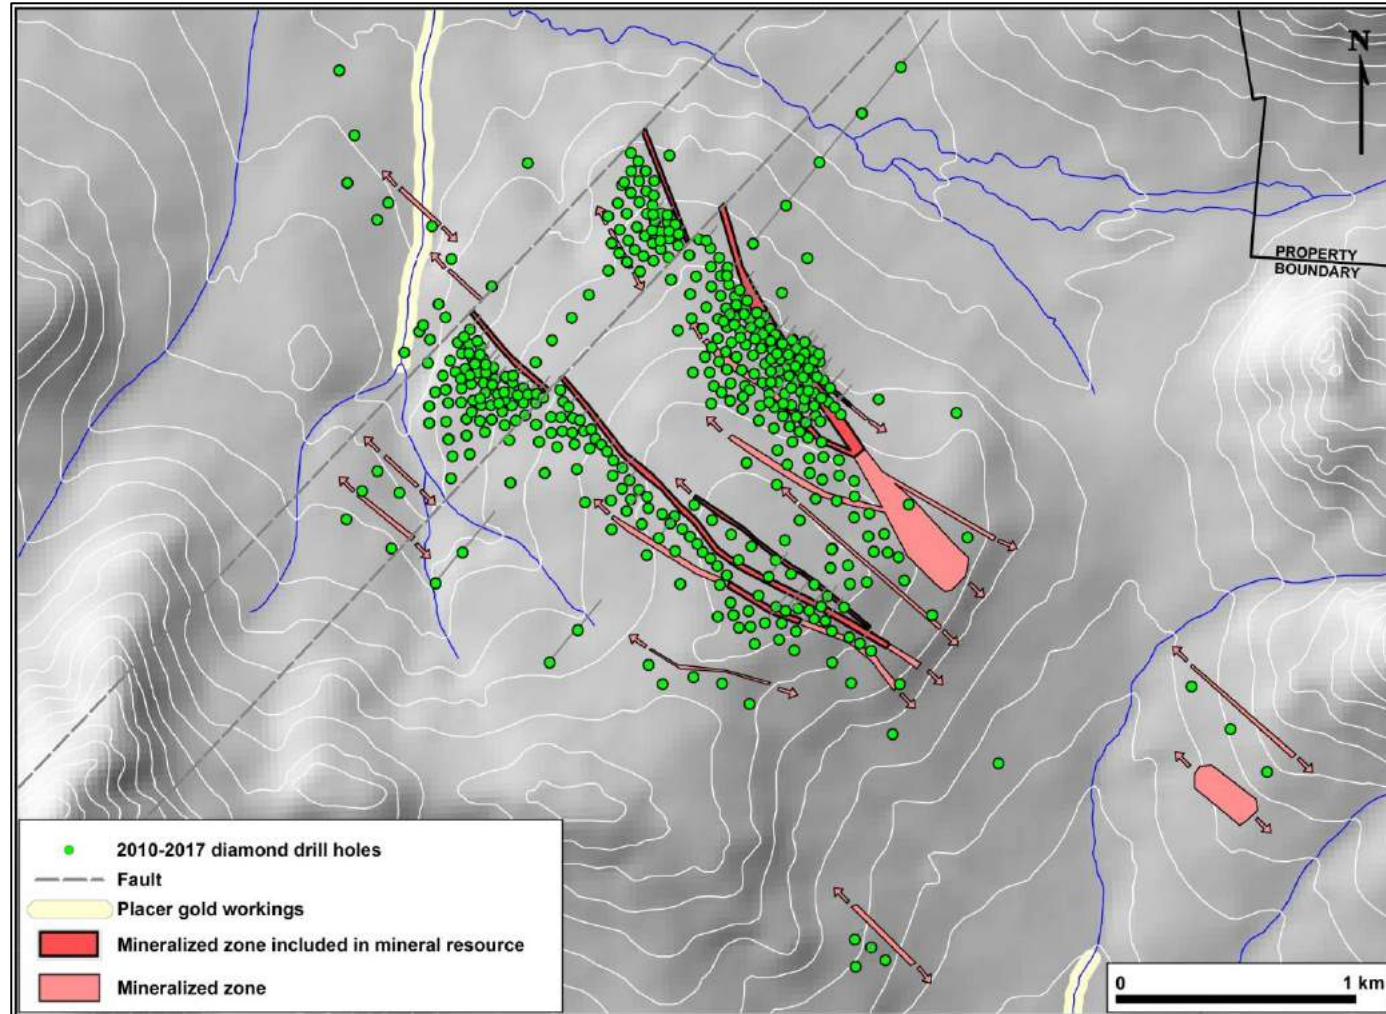 N
PROPERTY
BOUNDARY
2010-2017 diamond drill holes
Fault
Placer gold workings
Mineralized zone included in mineral resource
Mineralized zone
0 1 km